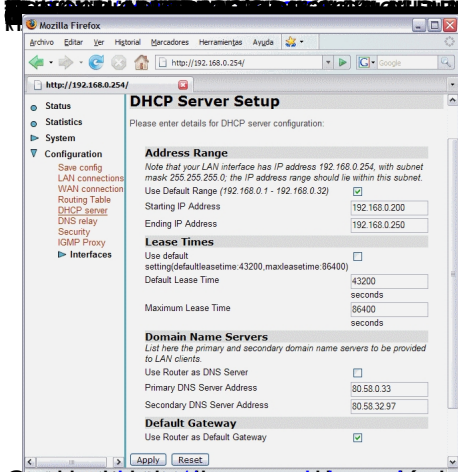 Mozilla Firefox
Archivo Editar Ver Historial Marcadores Herramientas Ayuda
http://192.168.0.254/
Google
http://192.168.0.254/
Status
Statistics
System
Configuration
Save config
LAN connections
WAN connection
Routing Table
DHCP server
DNS relay
Security
IGMP Proxy
Interfaces
DHCP Server Setup
Please enter details for DHCP server configuration:
Address Range
Note that your LAN interface has IP address 192.168.0.254, with subnet
mask 255.255.255.0; the IP address range should lie within this subnet.
Use Default Range (192.168.0.1 - 192.168.0.32)
Starting IP Address 192.168.0.200
Ending IP Address 192.168.0.250
Lease Times
Use default
setting(defaultleasetime:43200,maxleasetime:86400)
Default Lease Time 43200
seconds
Maximum Lease Time 86400
seconds
Domain Name Servers
List here the primary and secondary domain name servers to be provided
to LAN clients.
Use Router as DNS Server
Primary DNS Server Address 80.58.0.33
Secondary DNS Server Address 80.58.32.97
Default Gateway
Use Router as Default Gateway
Apply Reset